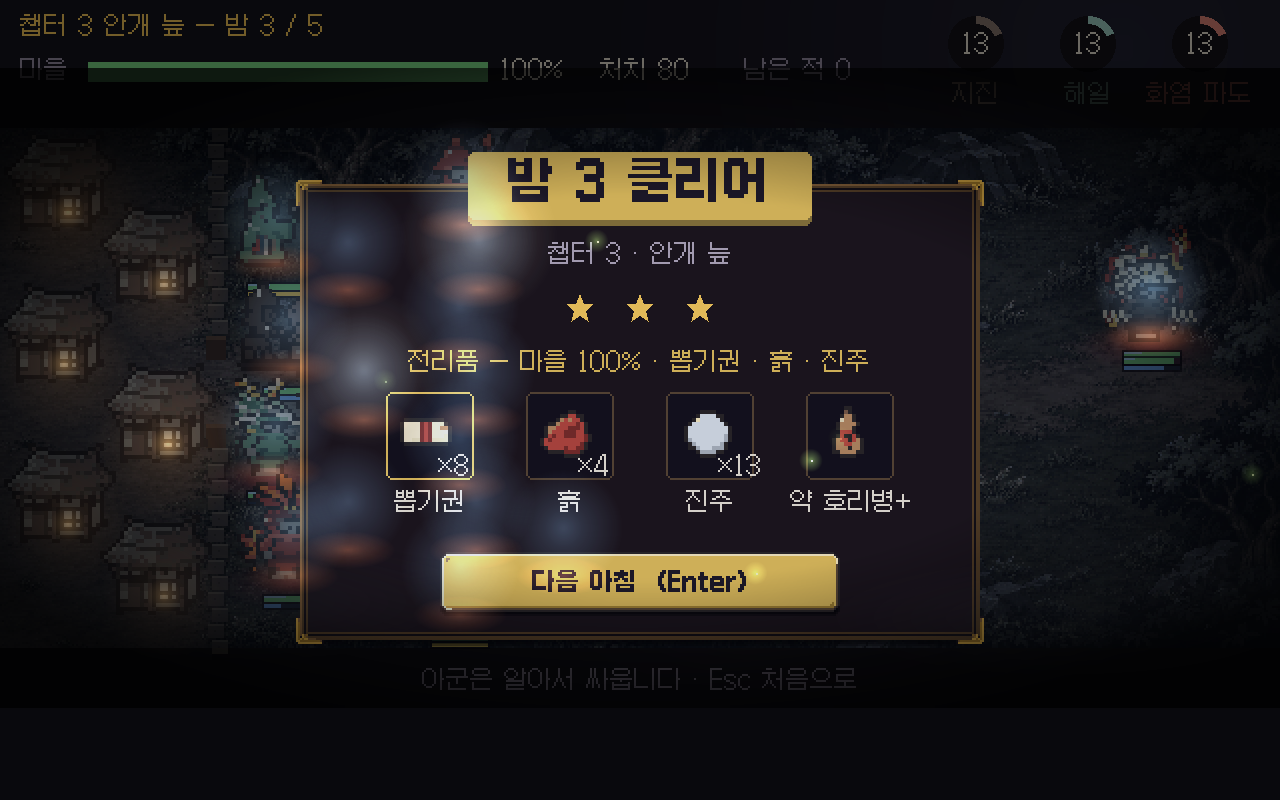 챕터 3 안개 늪 – 밤 3 / 5
마을 100% 처치 80 남은 적 0
13 13 13
지진 해일 화염 파도
밤 3 클리어
챕터 3 · 안개 늪
전리품 – 마을 100% · 뽑기권 · 흙 · 진주
×8 ×4 ×13
뽑기권 흙 진주 약 호리병+
다음 아침 (Enter)
아군은 알아서 싸웁니다 · Esc 처음으로